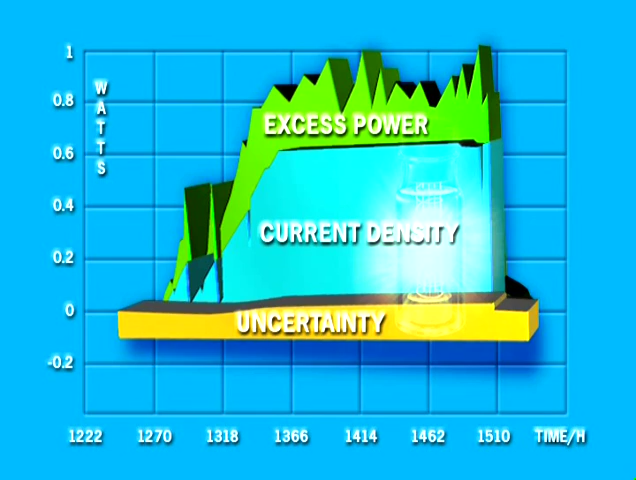 1
WATTS
0.8
EXCESS POWER
0.6
0.4
CURRENT DENSITY
0.2
0
UNCERTAINTY
-0.2
1222 1270 1318 1366 1414 1462 1510 TIME/H